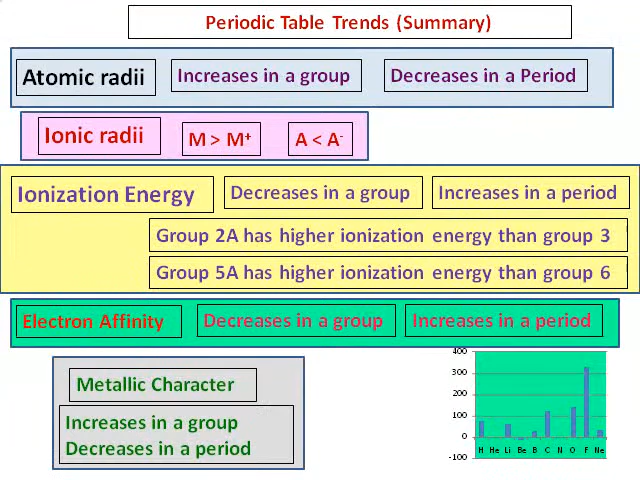 Periodic Table Trends (Summary)
Atomic radii
Increases in a group
Decreases in a Period
Ionic radii
M > M⁺
A < A⁻
Ionization Energy
Decreases in a group
Increases in a period
Group 2A has higher ionization energy than group 3
Group 5A has higher ionization energy than group 6
Electron Affinity
Decreases in a group
Increases in a period
Metallic Character
Increases in a group
Decreases in a period
400
300
200
100
0
-100
H He Li Be B C N O F Ne